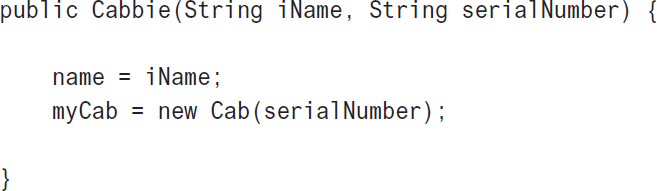 public Cabbie(String iName, String serialNumber) {
name = iName;
myCab = new Cab(serialNumber);
}